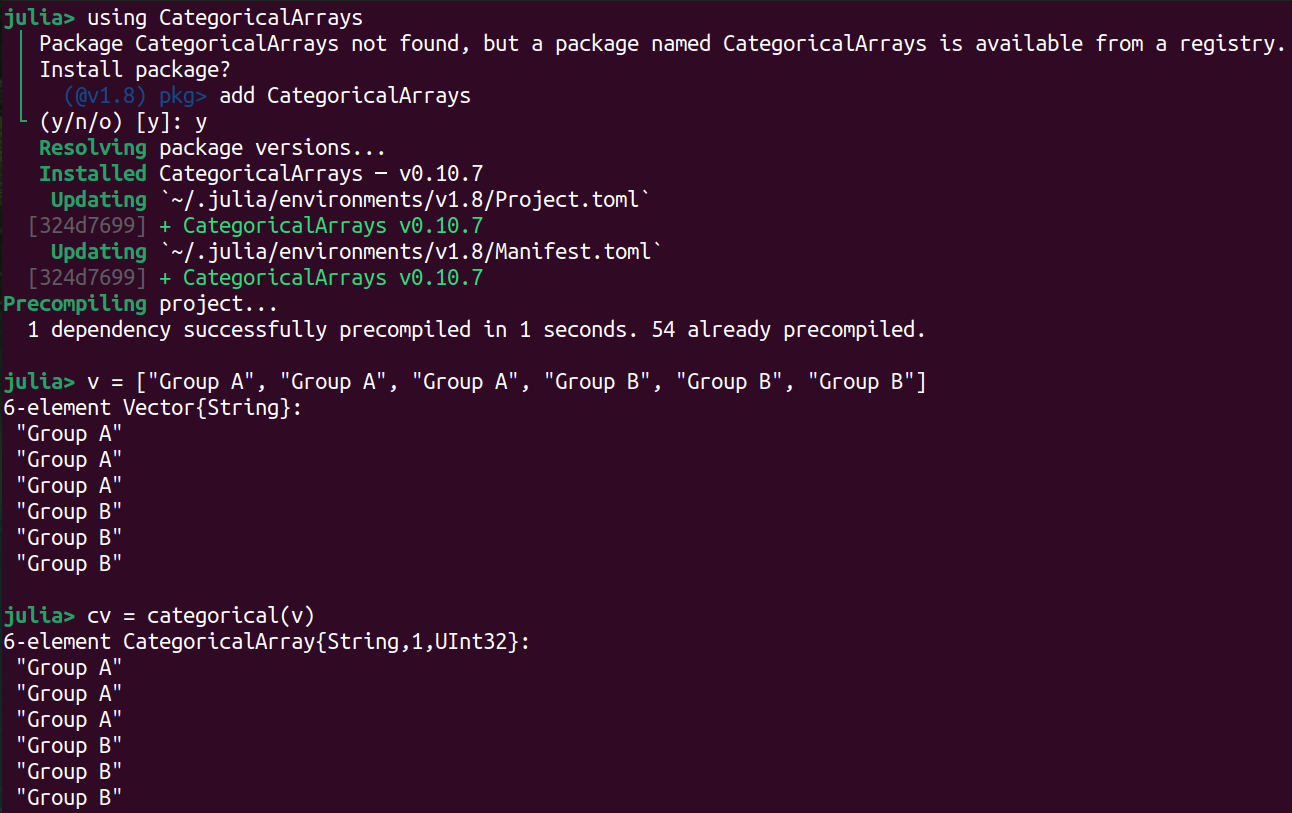 julia> using CategoricalArrays
Package CategoricalArrays not found, but a package named CategoricalArrays is available from a registry.
Install package?
(@v1.8) pkg> add CategoricalArrays
(y/n/o) [y]: y
Resolving package versions...
Installed CategoricalArrays ─ v0.10.7
Updating `~/.julia/environments/v1.8/Project.toml`
[324d7699] + CategoricalArrays v0.10.7
Updating `~/.julia/environments/v1.8/Manifest.toml`
[324d7699] + CategoricalArrays v0.10.7
Precompiling project...
1 dependency successfully precompiled in 1 seconds. 54 already precompiled.
julia> v = ["Group A", "Group A", "Group A", "Group B", "Group B", "Group B"]
6-element Vector{String}:
"Group A"
"Group A"
"Group A"
"Group B"
"Group B"
"Group B"
julia> cv = categorical(v)
6-element CategoricalArray{String,1,UInt32}:
"Group A"
"Group A"
"Group A"
"Group B"
"Group B"
"Group B"